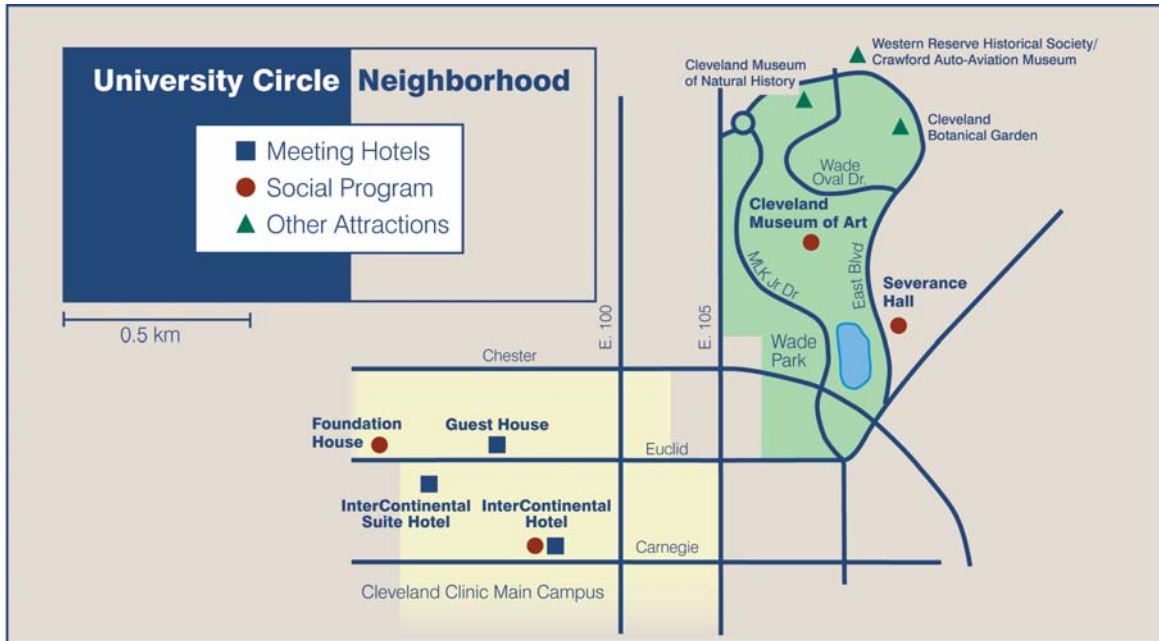 University Circle Neighborhood
Meeting Hotels
Social Program
Other Attractions
0.5 km
Western Reserve Historical Society/
Crawford Auto-Aviation Museum
Cleveland Museum
of Natural History
Cleveland
Botanical Garden
Wade
Oval Dr.
Cleveland
Museum of Art
MLK Jr Dr
East Blvd
Severance
Hall
E. 100
E. 105
Wade
Park
Chester
Foundation
House
Guest House
Euclid
InterContinental
Suite Hotel
InterContinental
Hotel
Carnegie
Cleveland Clinic Main Campus